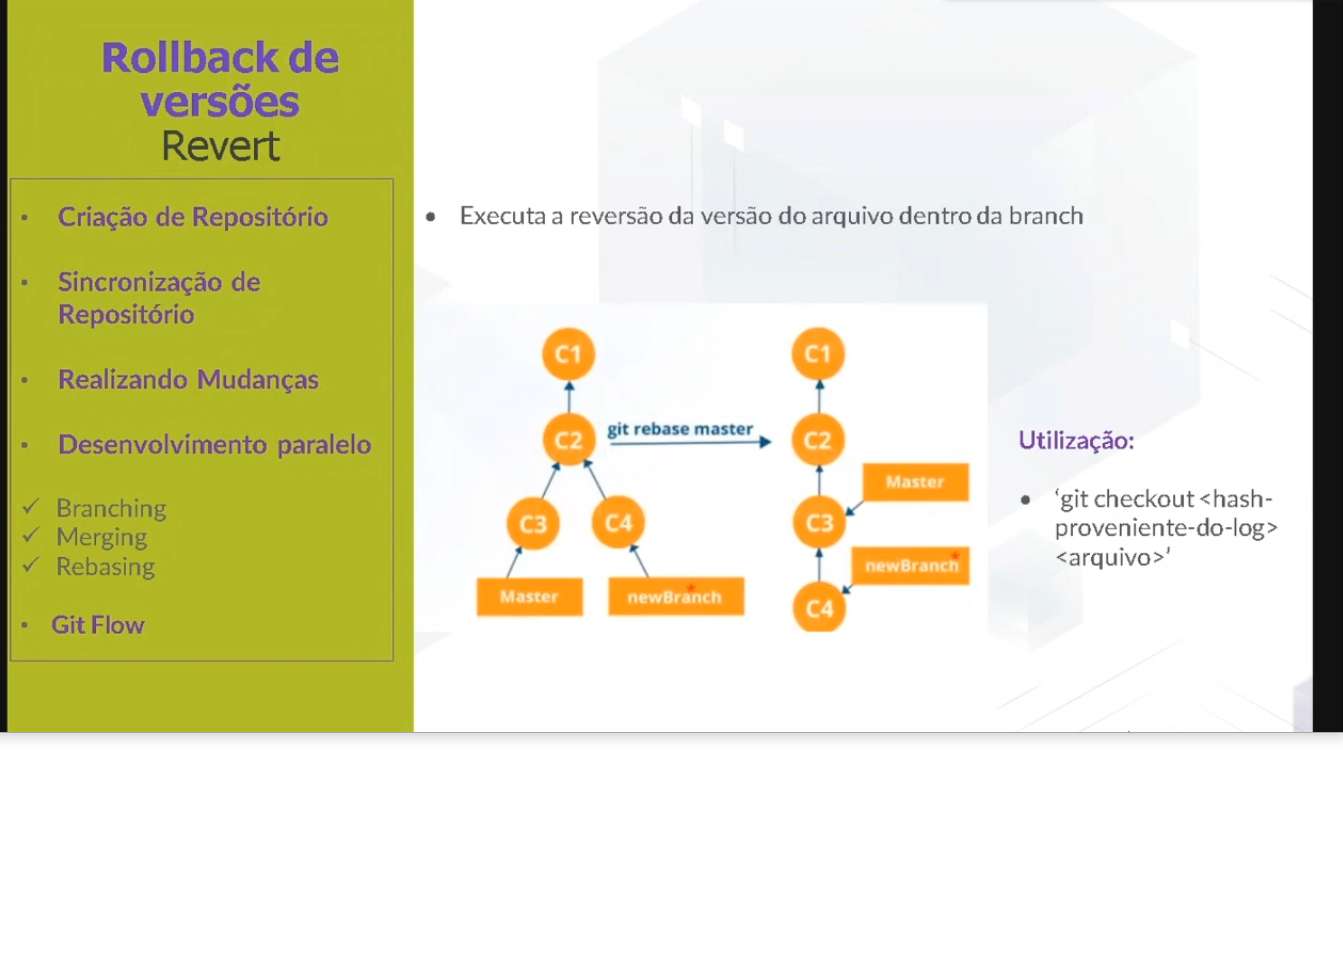 Rollback de
versões
Revert
• Criação de Repositório
• Sincronização de
Repositório
• Realizando Mudanças
• Desenvolvimento paralelo
✓ Branching
✓ Merging
✓ Rebasing
• Git Flow
• Executa a reversão da versão do arquivo dentro da branch
C1
C2
C3
C4
Master
newBranch
git rebase master
C1
C2
C3
C4
Master
newBranch
Utilização:
• ‘git checkout <hash-
proveniente-do-log>
<arquivo>’